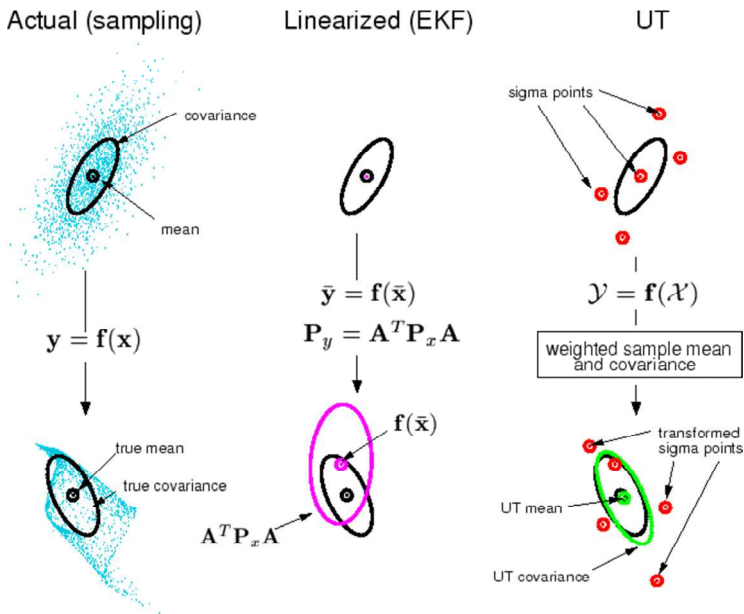 Actual (sampling)
covariance
mean
y = f(x)
true mean
true covariance
Linearized (EKF)
ȳ = f(x̄)
P_y = A^T P_x A
f(x̄)
A^T P_x A
UT
sigma points
𝒴 = f(𝒳)
weighted sample mean
and covariance
transformed
sigma points
UT mean
UT covariance